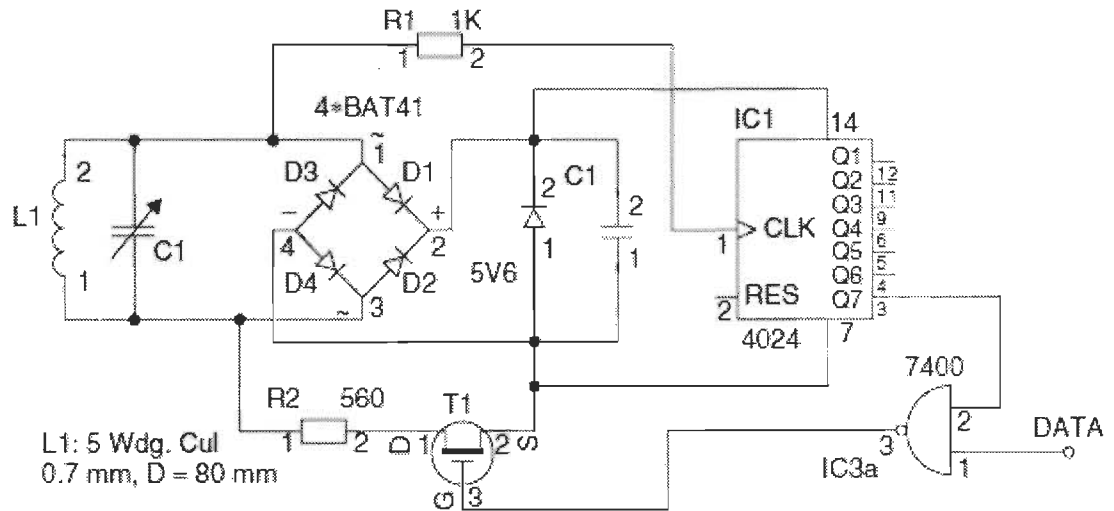 R1 1K
1 2
4*BAT41
IC1 14
~
1
Q1
Q2 12
Q3 11
Q4 9
Q5 6
Q6 5
Q7 4
3
D3 D1
2
L1
C1
1
−
4
+
2
D4 D2
3
~
C1
2
1
5V6
2
1
1 CLK
RES
2
4024 7
7400
R2 560
1 2
T1
D 1 2 S
G 3
3
2
1
IC3a
DATA
L1: 5 Wdg. Cul
0.7 mm, D = 80 mm